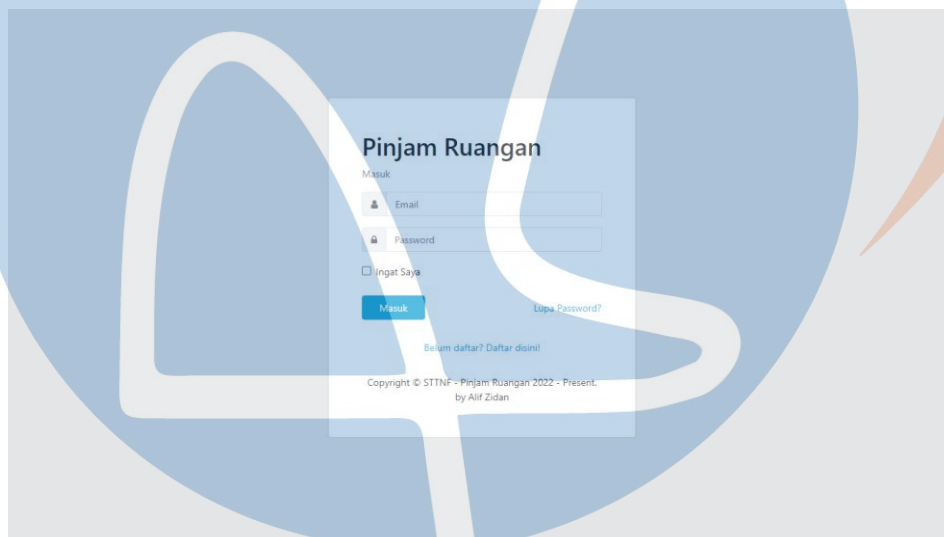 Pinjam Ruangan
Masuk
Email
Password
Ingat Saya
Masuk
Lupa Password?
Belum daftar? Daftar disini!
Copyright © STTNF - Pinjam Ruangan 2022 - Present.
by Alif Zidan